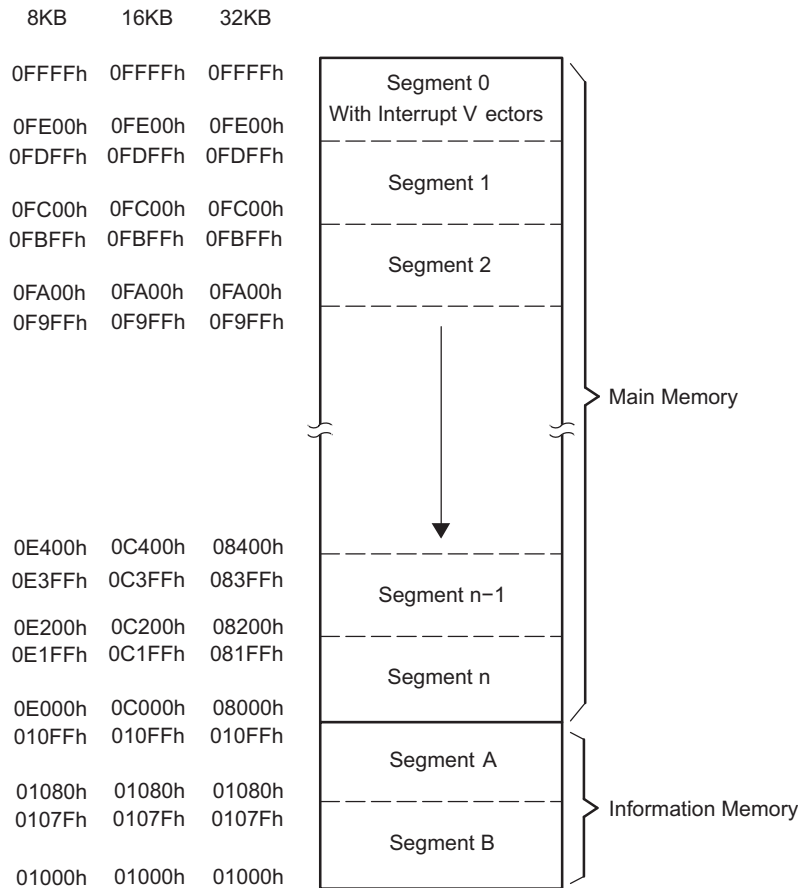 8KB 16KB 32KB
0FFFFh 0FFFFh 0FFFFh
Segment 0
With Interrupt V ectors
0FE00h 0FE00h 0FE00h
0FDFFh 0FDFFh 0FDFFh
Segment 1
0FC00h 0FC00h 0FC00h
0FBFFh 0FBFFh 0FBFFh
Segment 2
0FA00h 0FA00h 0FA00h
0F9FFh 0F9FFh 0F9FFh
Main Memory
0E400h 0C400h 08400h
0E3FFh 0C3FFh 083FFh
Segment n−1
0E200h 0C200h 08200h
0E1FFh 0C1FFh 081FFh
Segment n
0E000h 0C000h 08000h
010FFh 010FFh 010FFh
Segment A
01080h 01080h 01080h
0107Fh 0107Fh 0107Fh
Information Memory
Segment B
01000h 01000h 01000h